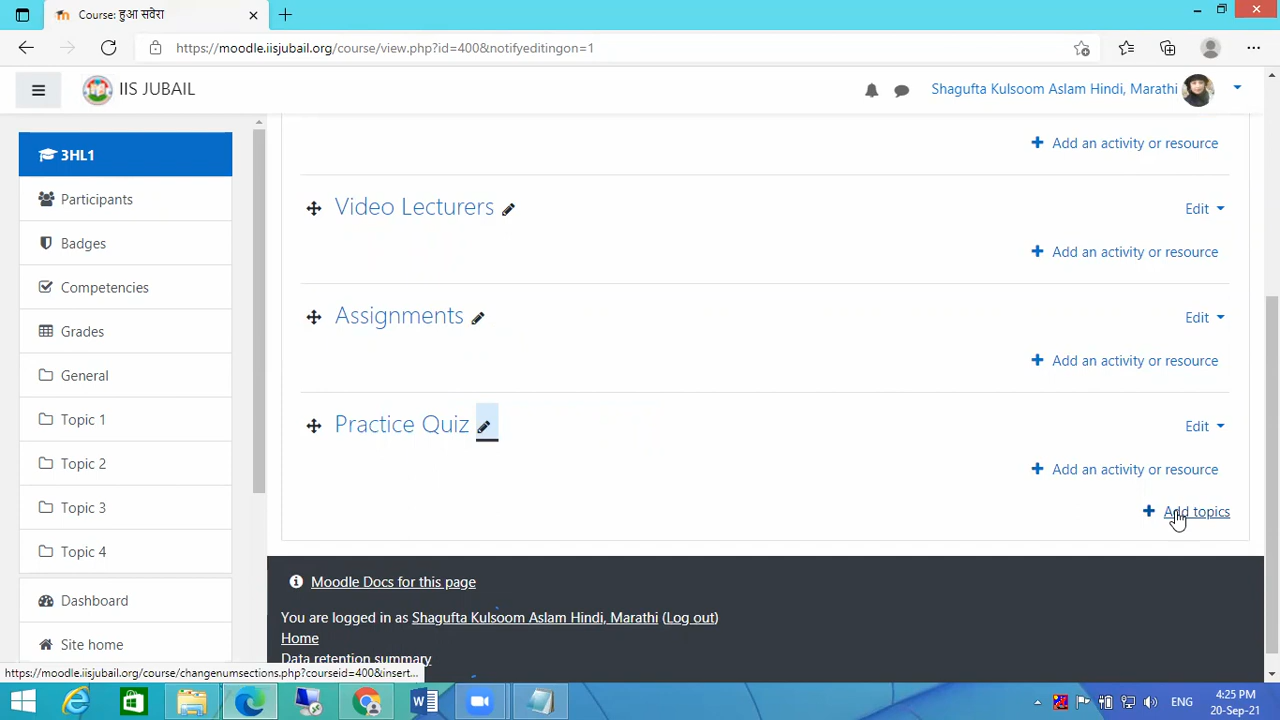 Course: हुआ सवेरा
https://moodle.iisjubail.org/course/view.php?id=400&notifyeditingon=1
IIS JUBAIL
Shagufta Kulsoom Aslam Hindi, Marathi
3HL1
Participants
Badges
Competencies
Grades
General
Topic 1
Topic 2
Topic 3
Topic 4
Dashboard
Site home
Add an activity or resource
Video Lecturers
Edit
Add an activity or resource
Assignments
Edit
Add an activity or resource
Practice Quiz
Edit
Add an activity or resource
Add topics
Moodle Docs for this page
You are logged in as Shagufta Kulsoom Aslam Hindi, Marathi (Log out)
Home
Data retention summary
https://moodle.iisjubail.org/course/changenumsections.php?courseid=400&insert...
ENG
4:25 PM
20-Sep-21